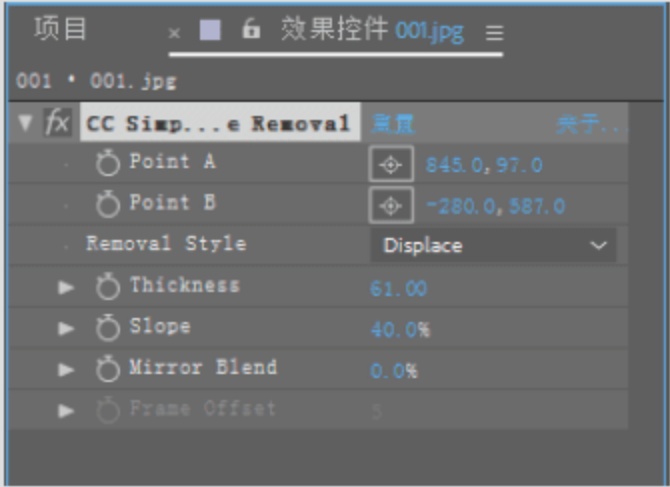 项目 × 效果控件 001.jpg ≡
001 • 001.jpg
fx CC Simp...e Removal 重置 关于...
Point A 845.0,97.0
Point B -280.0,587.0
Removal Style Displace
Thickness 61.00
Slope 40.0%
Mirror Blend 0.0%
Frame Offset 5